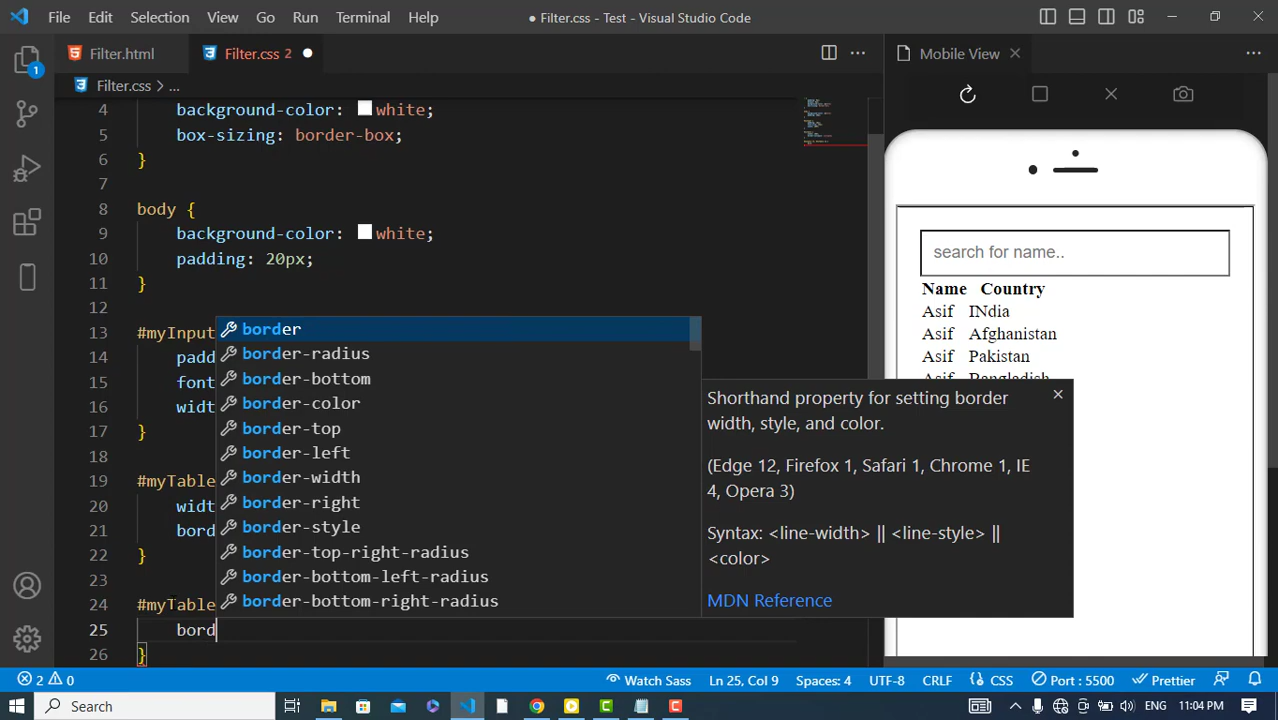 File Edit Selection View Go Run Terminal Help
● Filter.css - Test - Visual Studio Code
Filter.html
Filter.css 2 ●
Mobile View
Filter.css > ...
1
4 background-color: white;
5 box-sizing: border-box;
6 }
7
8 body {
9 background-color: white;
10 padding: 20px;
11 }
12
13 #myInput
14 padd
15 font
16 widt
17 }
18
19 #myTable
20 widt
21 bord
22 }
23
24 #myTable
25 bord
26 }
border
border-radius
border-bottom
border-color
border-top
border-left
border-width
border-right
border-style
border-top-right-radius
border-bottom-left-radius
border-bottom-right-radius
Shorthand property for setting border
width, style, and color.
(Edge 12, Firefox 1, Safari 1, Chrome 1, IE
4, Opera 3)
Syntax: <line-width> || <line-style> ||
<color>
MDN Reference
search for name..
Name Country
Asif INdia
Asif Afghanistan
Asif Pakistan
Asif Bangladish
2 0
Watch Sass
Ln 25, Col 9
Spaces: 4
UTF-8
CRLF
CSS
Port : 5500
Prettier
Search
ENG
11:04 PM